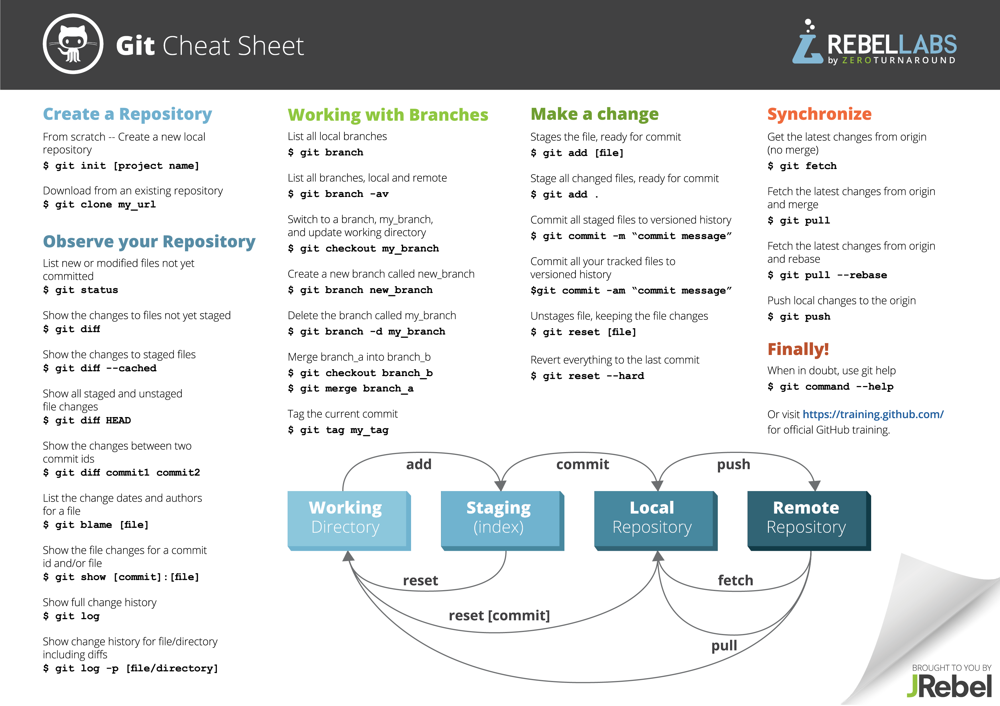 Git Cheat Sheet
REBELLABS
by ZEROTURNAROUND
Create a Repository
From scratch -- Create a new local
repository
$ git init [project name]
Download from an existing repository
$ git clone my_url
Observe your Repository
List new or modified files not yet
committed
$ git status
Show the changes to files not yet staged
$ git diff
Show the changes to staged files
$ git diff --cached
Show all staged and unstaged
file changes
$ git diff HEAD
Show the changes between two
commit ids
$ git diff commit1 commit2
List the change dates and authors
for a file
$ git blame [file]
Show the file changes for a commit
id and/or file
$ git show [commit]:[file]
Show full change history
$ git log
Show change history for file/directory
including diffs
$ git log -p [file/directory]
Working with Branches
List all local branches
$ git branch
List all branches, local and remote
$ git branch -av
Switch to a branch, my_branch,
and update working directory
$ git checkout my_branch
Create a new branch called new_branch
$ git branch new_branch
Delete the branch called my_branch
$ git branch -d my_branch
Merge branch_a into branch_b
$ git checkout branch_b
$ git merge branch_a
Tag the current commit
$ git tag my_tag
Make a change
Stages the file, ready for commit
$ git add [file]
Stage all changed files, ready for commit
$ git add .
Commit all staged files to versioned history
$ git commit -m “commit message”
Commit all your tracked files to
versioned history
$git commit -am “commit message”
Unstages file, keeping the file changes
$ git reset [file]
Revert everything to the last commit
$ git reset --hard
Synchronize
Get the latest changes from origin
(no merge)
$ git fetch
Fetch the latest changes from origin
and merge
$ git pull
Fetch the latest changes from origin
and rebase
$ git pull --rebase
Push local changes to the origin
$ git push
Finally!
When in doubt, use git help
$ git command --help
Or visit https://training.github.com/
for official GitHub training.
add
commit
push
Working
Directory
Staging
(index)
Local
Repository
Remote
Repository
reset
fetch
reset [commit]
pull
BROUGHT TO YOU BY
JRebel